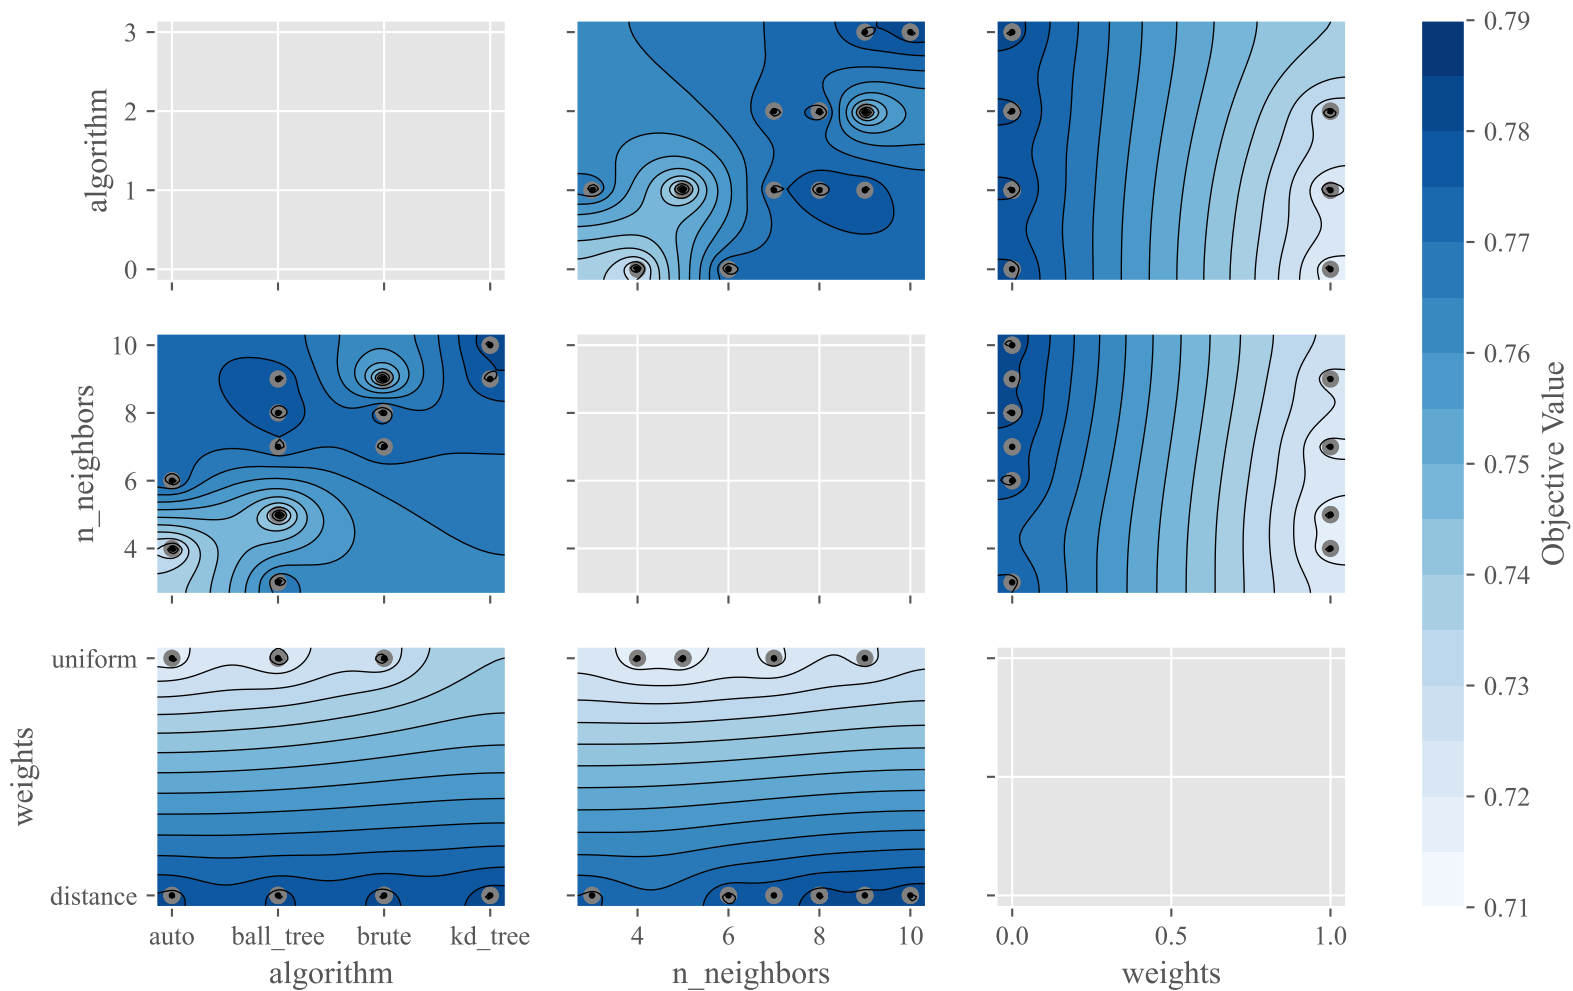 3
2
1
0
algorithm
10
8
6
4
n_neighbors
uniform
distance
weights
auto
ball_tree
brute
kd_tree
algorithm
4
6
8
10
n_neighbors
0.0
0.5
1.0
weights
0.79
0.78
0.77
0.76
0.75
0.74
0.73
0.72
0.71
Objective Value